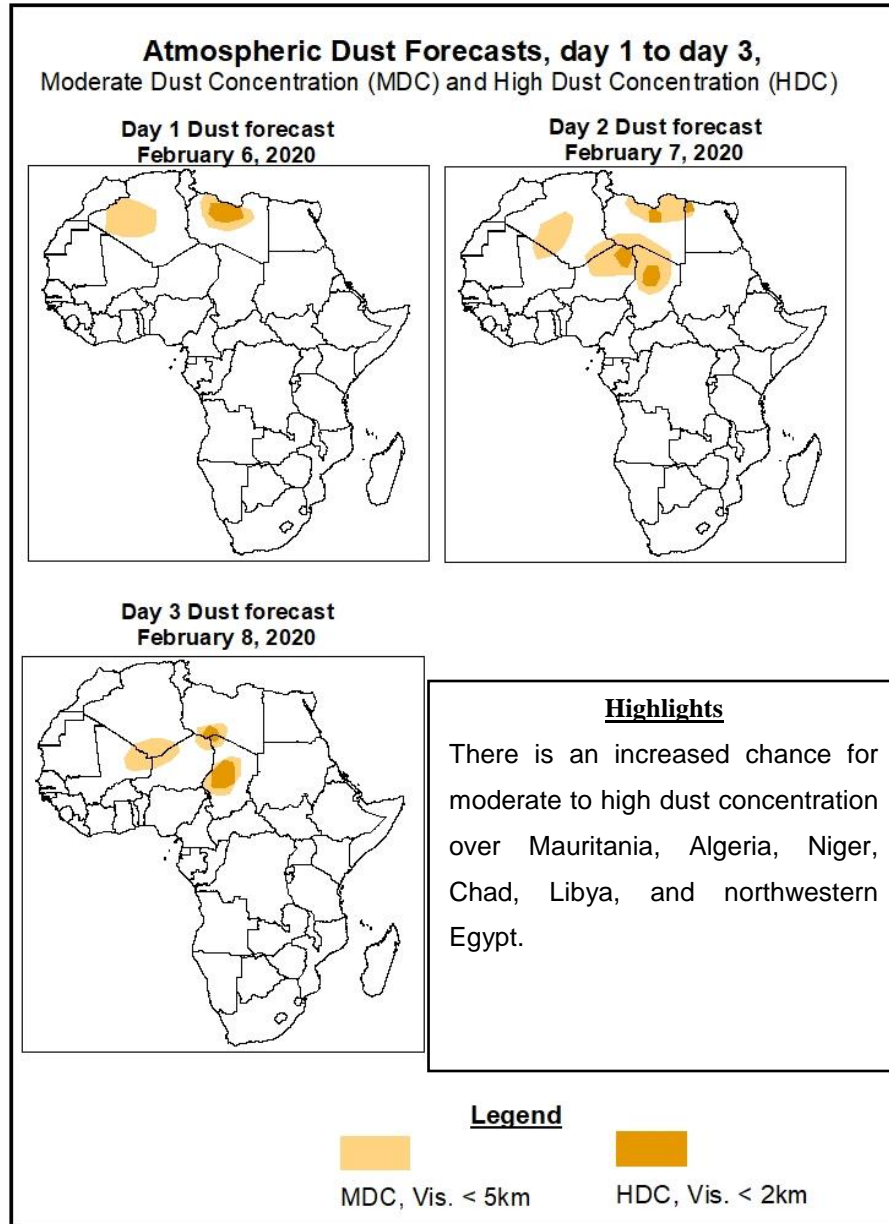 Atmospheric Dust Forecasts, day 1 to day 3,
Moderate Dust Concentration (MDC) and High Dust Concentration (HDC)
Day 1 Dust forecast
February 6, 2020
Day 2 Dust forecast
February 7, 2020
Day 3 Dust forecast
February 8, 2020
Highlights
There is an increased chance for
moderate to high dust concentration
over Mauritania, Algeria, Niger,
Chad, Libya, and northwestern
Egypt.
Legend
MDC, Vis. < 5km
HDC, Vis. < 2km